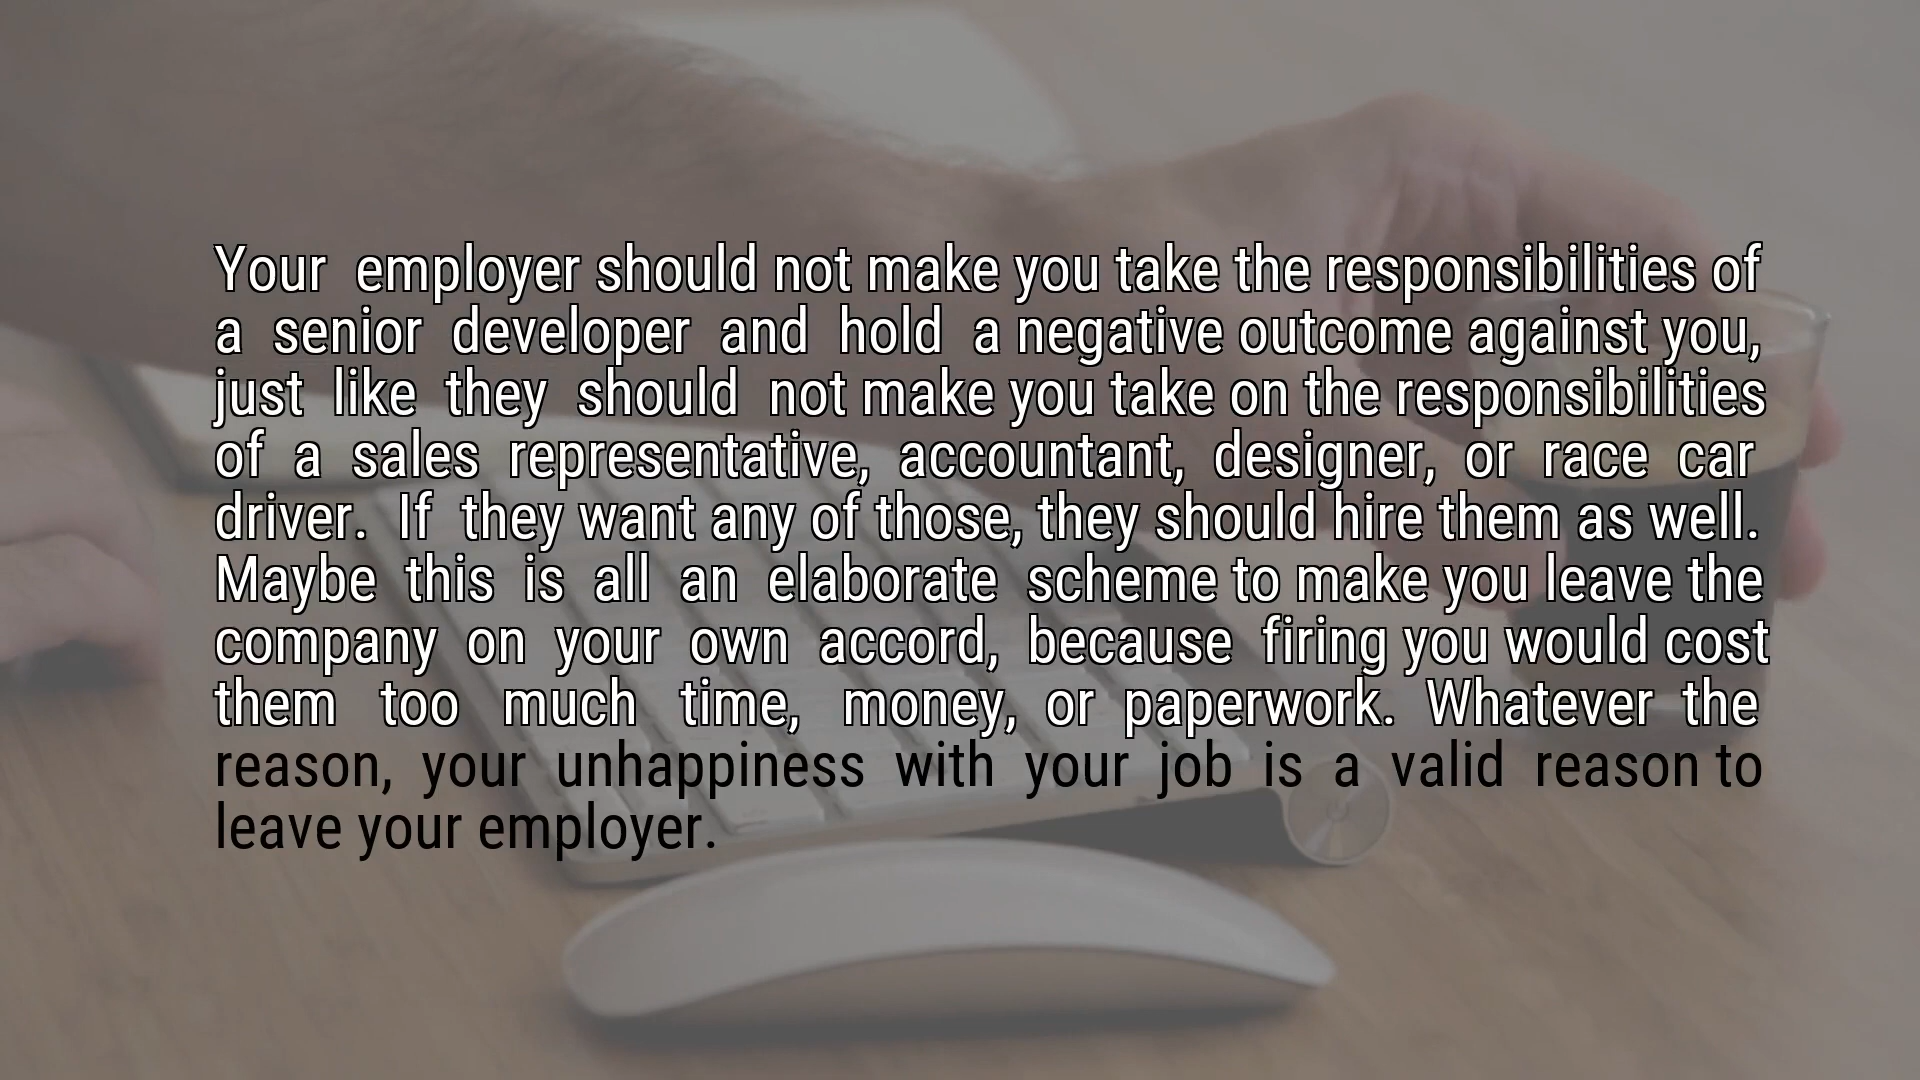 Your employer should not make you take the responsibilities of
a senior developer and hold a negative outcome against you,
just like they should not make you take on the responsibilities
of a sales representative, accountant, designer, or race car
driver. If they want any of those, they should hire them as well.
Maybe this is all an elaborate scheme to make you leave the
company on your own accord, because firing you would cost
them too much time, money, or paperwork. Whatever the
reason, your unhappiness with your job is a valid reason to
leave your employer.